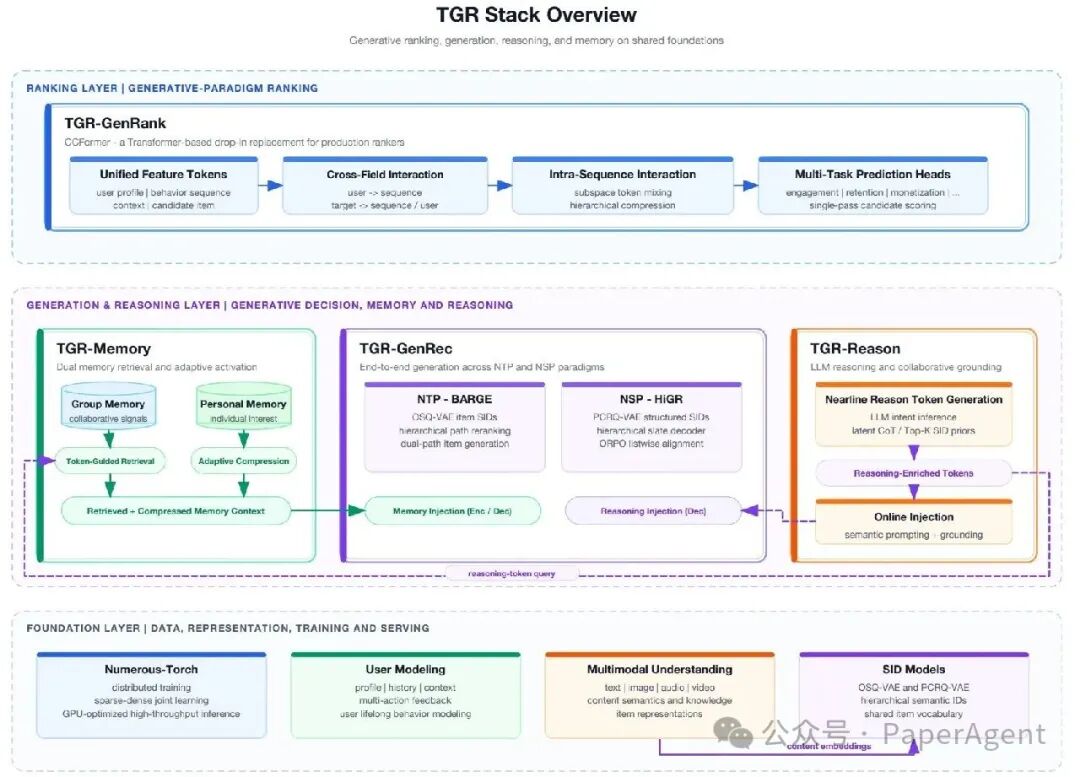 TGR Stack Overview
Generative ranking, generation, reasoning, and memory on shared foundations
RANKING LAYER | GENERATIVE-PARADIGM RANKING
TGR-GenRank
CCFormer - a Transformer-based drop-in replacement for production rankers
Unified Feature Tokens
user profile | behavior sequence
context | candidate item
Cross-Field Interaction
user -> sequence
target <> sequence / user
Intra-Sequence Interaction
subspace token mixing
hierarchical compression
Multi-Task Prediction Heads
engagement | retention | monetization | ...
single-pass candidate scoring
GENERATION & REASONING LAYER | GENERATIVE DECISION, MEMORY AND REASONING
TGR-Memory
Dual memory retrieval and adaptive activation
Group Memory
collaborative signals
Personal Memory
individual interest
Token-Guided Retrieval
Adaptive Compression
Retrieved + Compressed Memory Context
TGR-GenRec
End-to-end generation across NTP and NSP paradigms
NTP - BARGE
OSQ-VAE item SIDs
hierarchical path reranking
dual-path item generation
NSP - HiGR
PCRQ-VAE structured SIDs
hierarchical slate decoder
ORPO listwise alignment
Memory Injection (Enc / Dec)
Reasoning Injection (Dec)
TGR-Reason
LLM reasoning and collaborative grounding
Nearline Reason Token Generation
LLM intent inference
latent CoT / Top-K SID priors
Reasoning-Enriched Tokens
Online Injection
semantic prompting + grounding
reasoning-token query
FOUNDATION LAYER | DATA, REPRESENTATION, TRAINING AND SERVING
Numerous-Torch
distributed training
sparse-dense joint learning
GPU-optimized high-throughput inference
User Modeling
profile | history | context
multi-action feedback
user lifelong behavior modeling
Multimodal Understanding
text | image | audio | video
content semantics and knowledge
item representations
SID Models
OSQ-VAE and PCRQ-VAE
hierarchical semantic IDs
shared item vocabulary
content embeddings
公众号 · PaperAgent